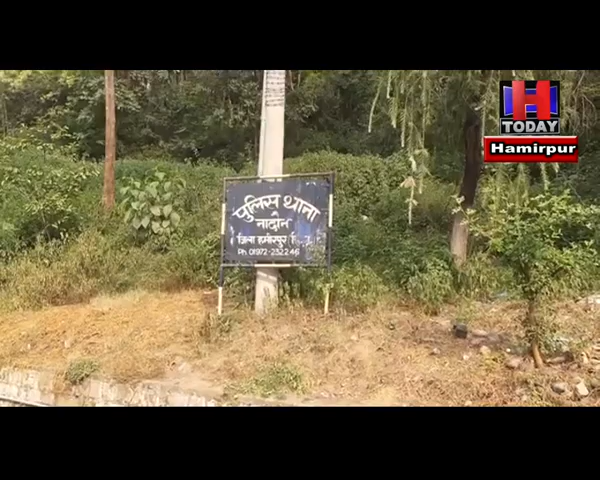 H
TODAY
Hamirpur
पुलिस थाना
नादौन
जिला हमीरपुर
Ph 01972-232246